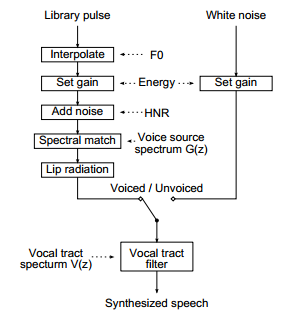 Library pulse
White noise
Interpolate
F0
Set gain
Energy
Set gain
Add noise
HNR
Spectral match
Voice source
spectrum G(z)
Lip radiation
Voiced / Unvoiced
Vocal tract
specturm V(z)
Vocal tract
filter
Synthesized speech